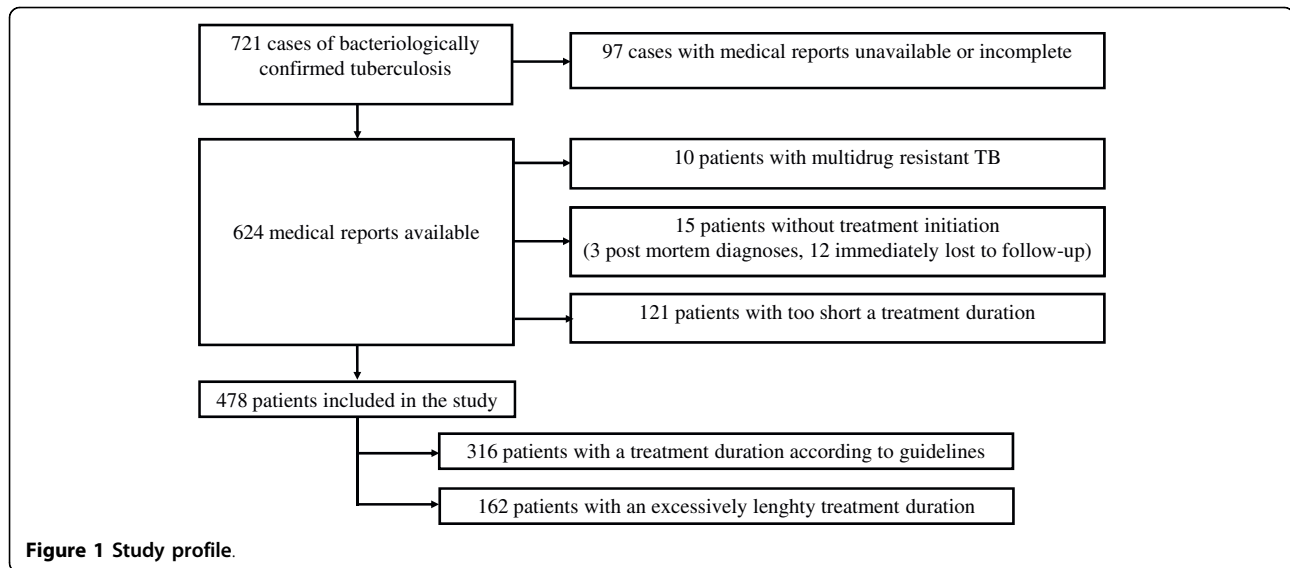 721 cases of bacteriologically
confirmed tuberculosis
97 cases with medical reports unavailable or incomplete
624 medical reports available
10 patients with multidrug resistant TB
15 patients without treatment initiation
(3 post mortem diagnoses, 12 immediately lost to follow-up)
121 patients with too short a treatment duration
478 patients included in the study
316 patients with a treatment duration according to guidelines
162 patients with an excessively lenghty treatment duration
Figure 1 Study profile.